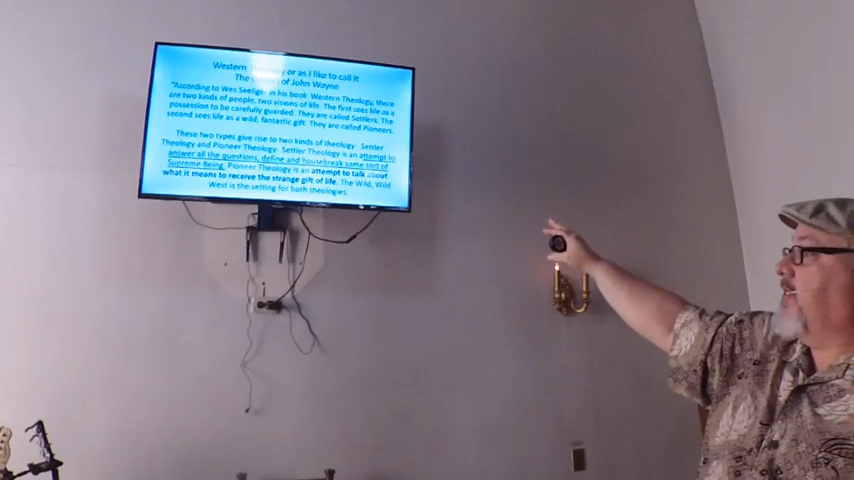 Western Theology or as I like to call it
The Gospel of John Wayne
"According to Wes Seeliger in his book Western Theology, there
are two kinds of people, two visions of life. The first sees life as a
possession to be carefully guarded. They are called Settlers. The
second sees life as a wild, fantastic gift. They are called Pioneers.
These two types give rise to two kinds of theology. Settler
Theology and Pioneer Theology. Settler Theology is an attempt to
answer all the questions, define and housebreak some sort of
Supreme Being. Pioneer Theology is an attempt to talk about
what it means to receive the strange gift of life. The Wild, Wild
West is the setting for both theologies.